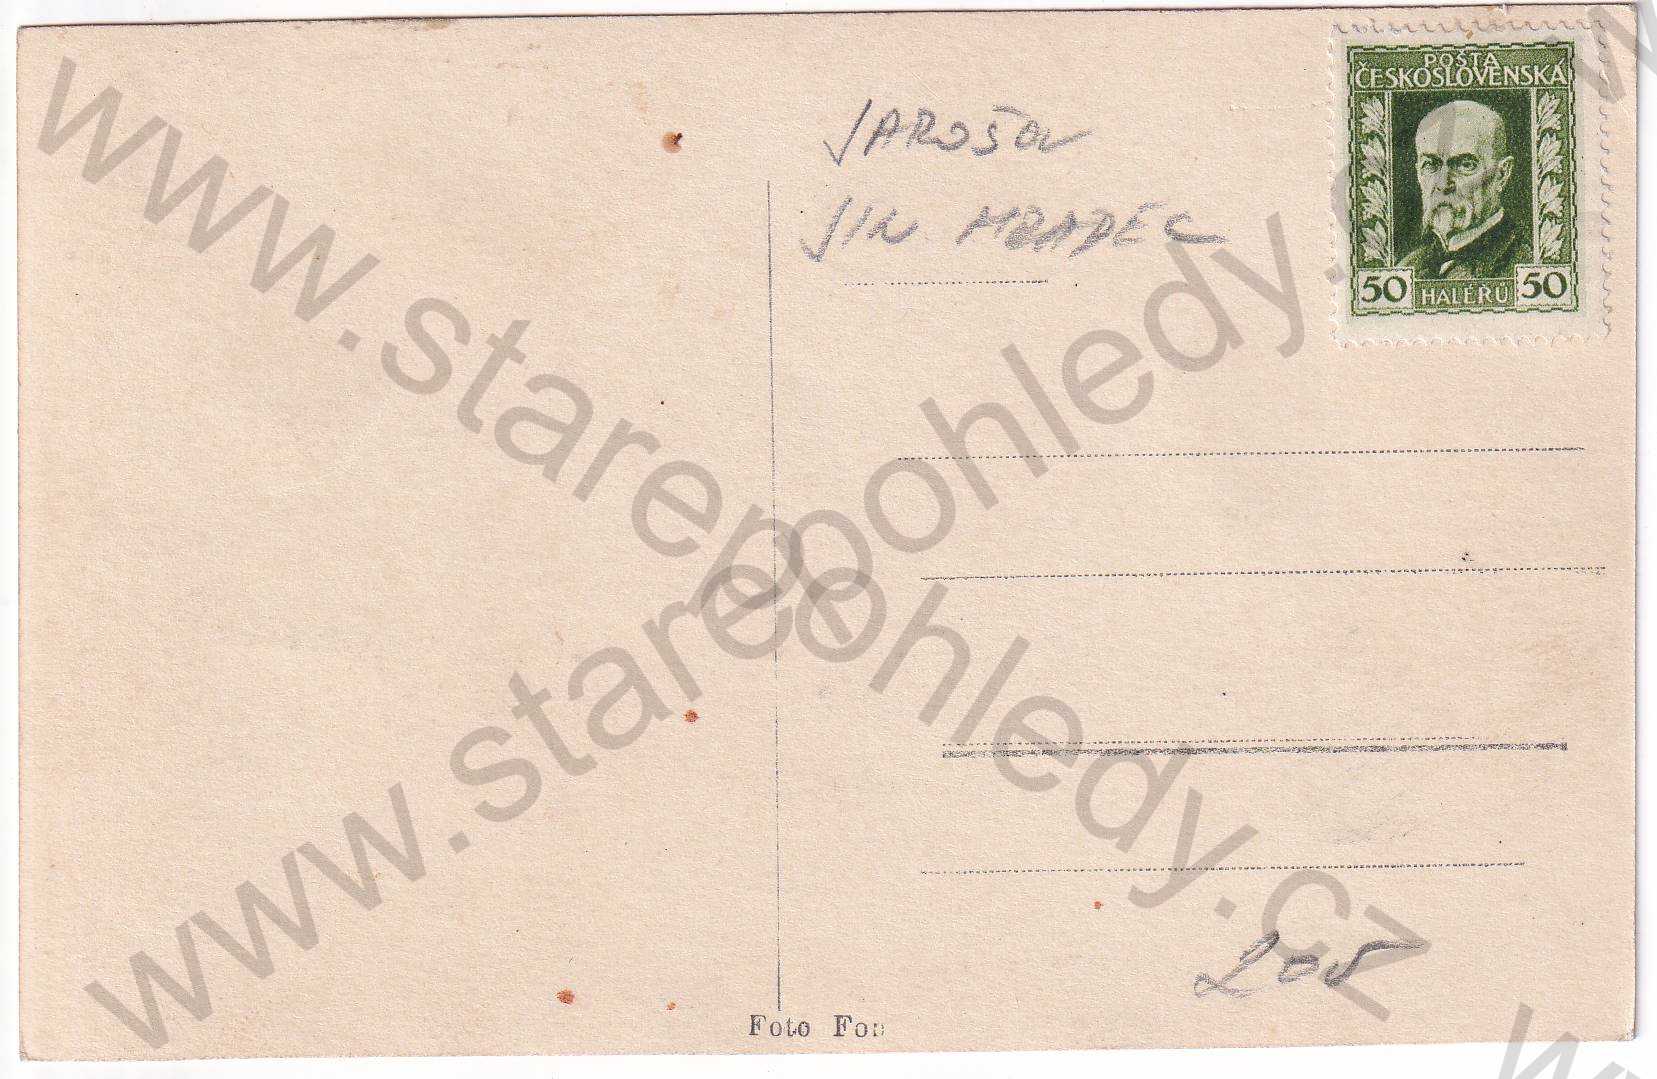 POŠTA
ČESKOSLOVENSKÁ
50 HALÉŘŮ 50
JAROŠOV
JIN. HRADEC
Foto Fon
205
www.starepohledy.cz
www.starepohledy.cz